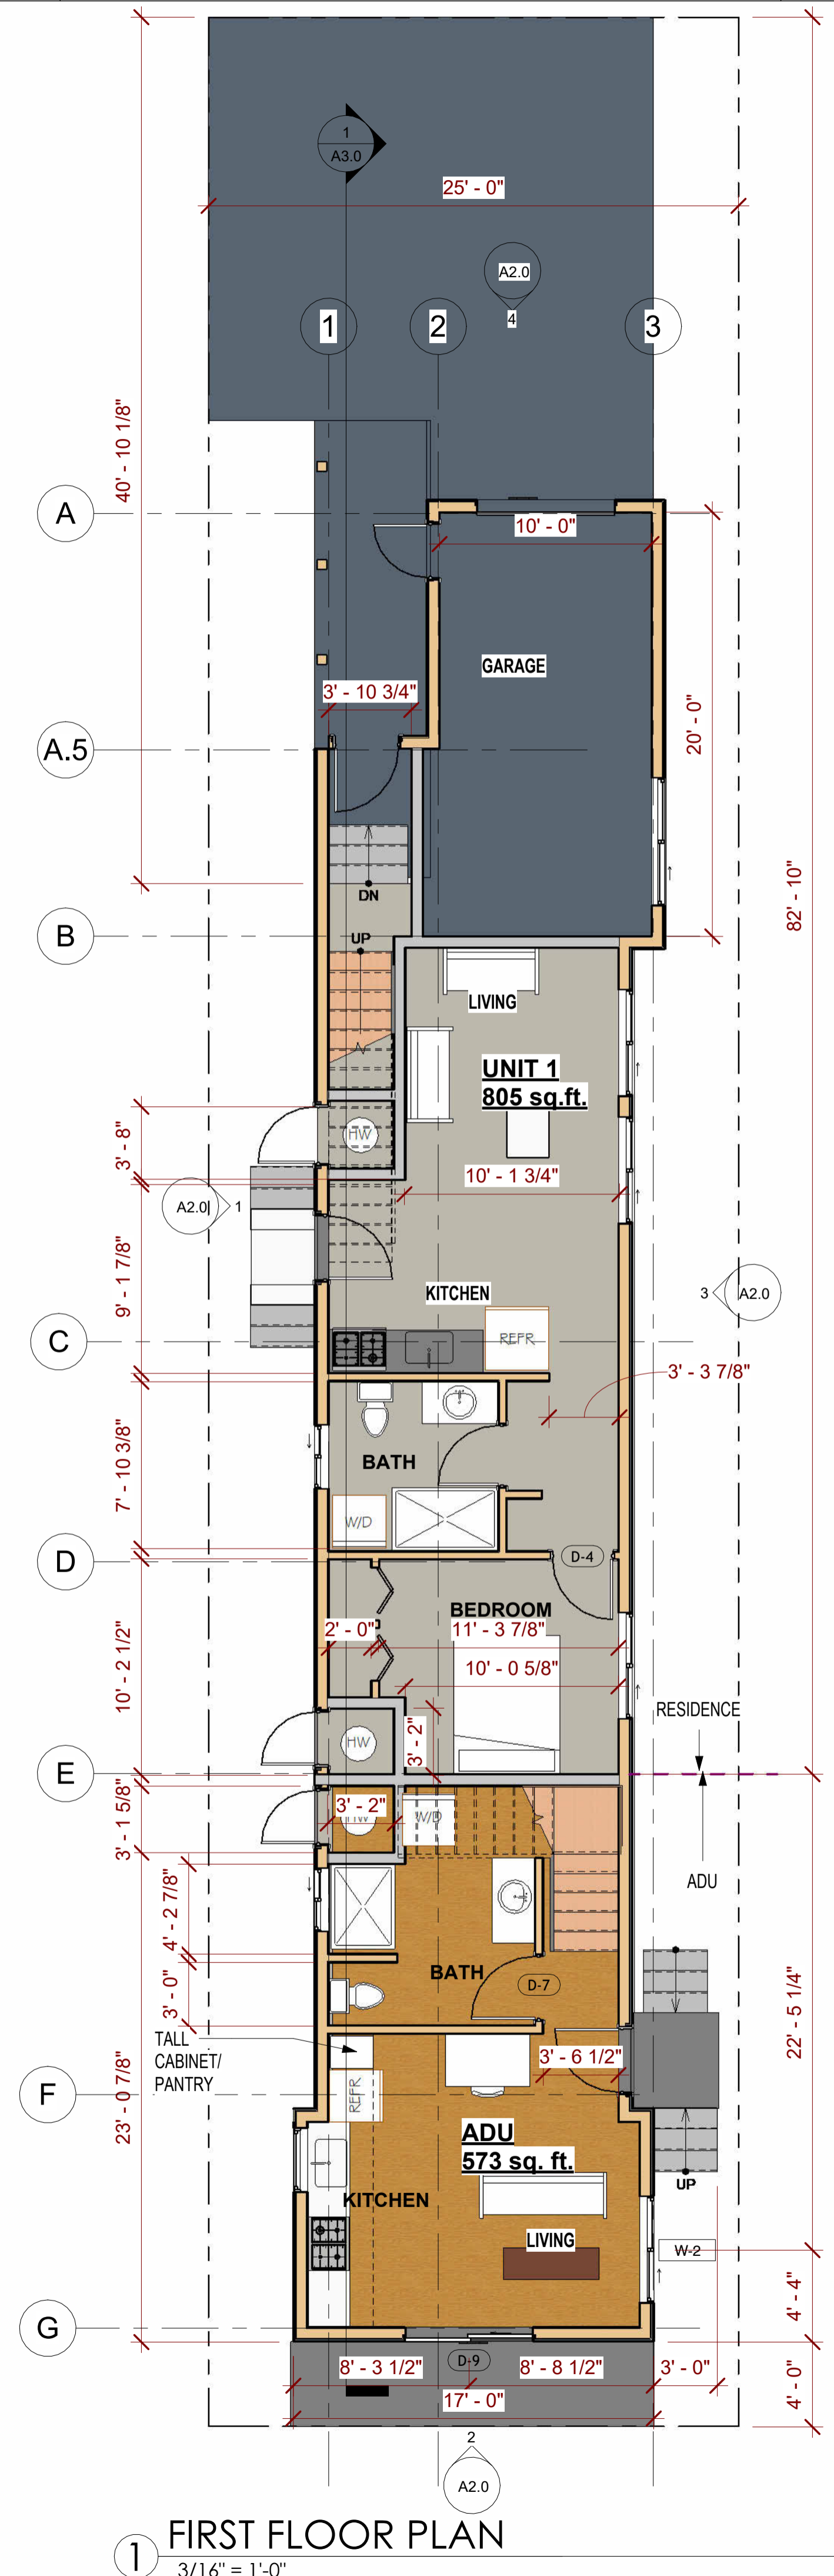 1
A3.0
25' - 0"
A2.0
4
1
2
3
40' - 10 1/8"
A
10' - 0"
GARAGE
3' - 10 3/4"
20' - 0"
A.5
82' - 10"
DN
B
UP
LIVING
UNIT 1
805 sq.ft.
3' - 8"
HW
10' - 1 3/4"
A2.0
1
9' - 1 7/8"
KITCHEN
3
A2.0
C
REFR
3' - 3 7/8"
7' - 10 3/8"
BATH
W/D
D
D-4
BEDROOM
2' - 0"
11' - 3 7/8"
10' - 2 1/2"
10' - 0 5/8"
RESIDENCE
HW
3' - 2"
E
3' - 1 5/8"
3' - 2"
HW
W/D
ADU
4' - 2 7/8"
BATH
D-7
3' - 0"
22' - 5 1/4"
TALL
CABINET/
PANTRY
3' - 6 1/2"
REFR
F
23' - 0 7/8"
ADU
573 sq. ft.
UP
KITCHEN
LIVING
W-2
4' - 4"
G
D-9
8' - 3 1/2"
8' - 8 1/2"
3' - 0"
17' - 0"
4' - 0"
2
A2.0
1
FIRST FLOOR PLAN
3/16" = 1'-0"